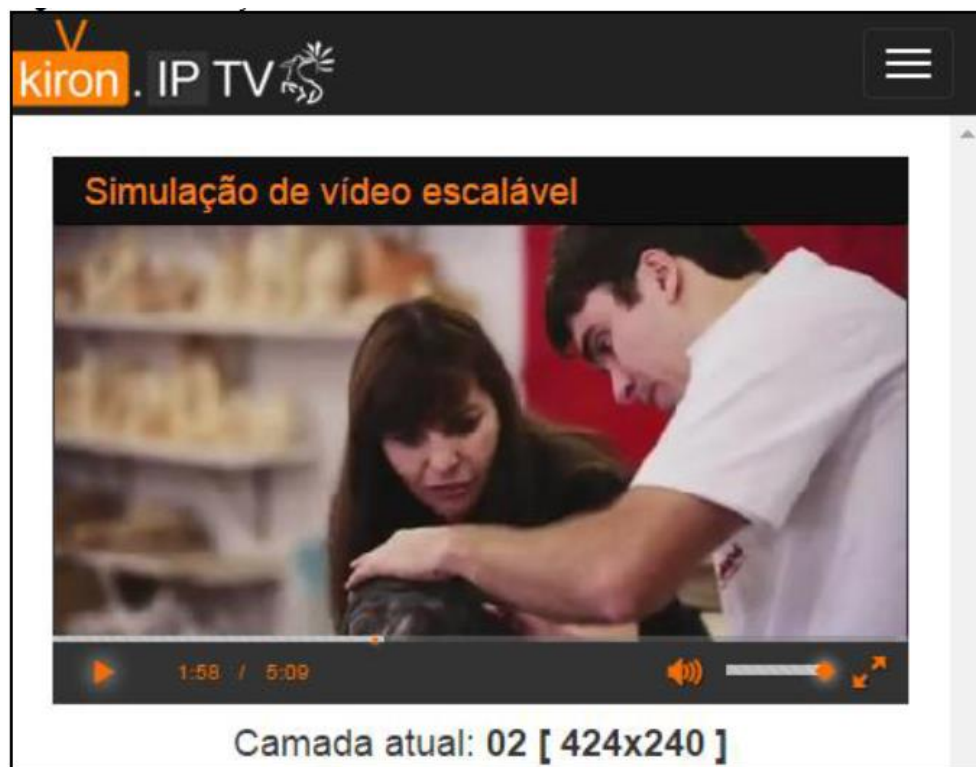 kiron. IP TV
Simulação de vídeo escalável
1:58 / 5:09
Camada atual: 02 [ 424x240 ]